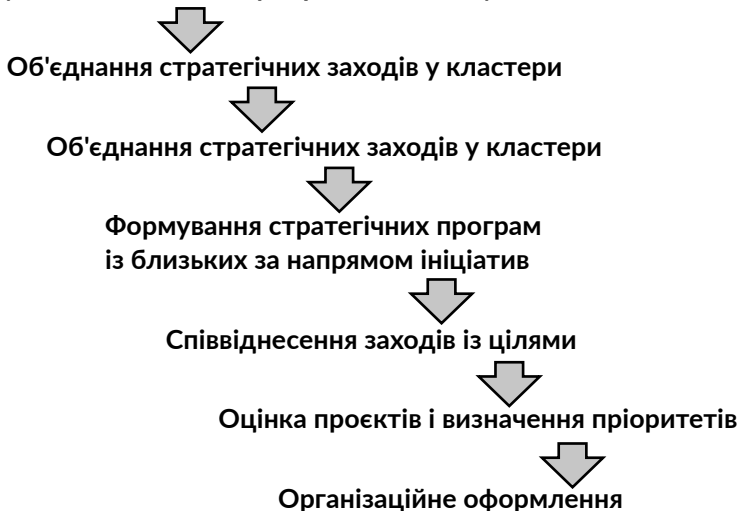 Об'єднання стратегічних заходів у кластери
Об'єднання стратегічних заходів у кластери
Формування стратегічних програм
із близьких за напрямом ініціатив
Співвіднесення заходів із цілями
Оцінка проєктів і визначення пріоритетів
Організаційне оформлення